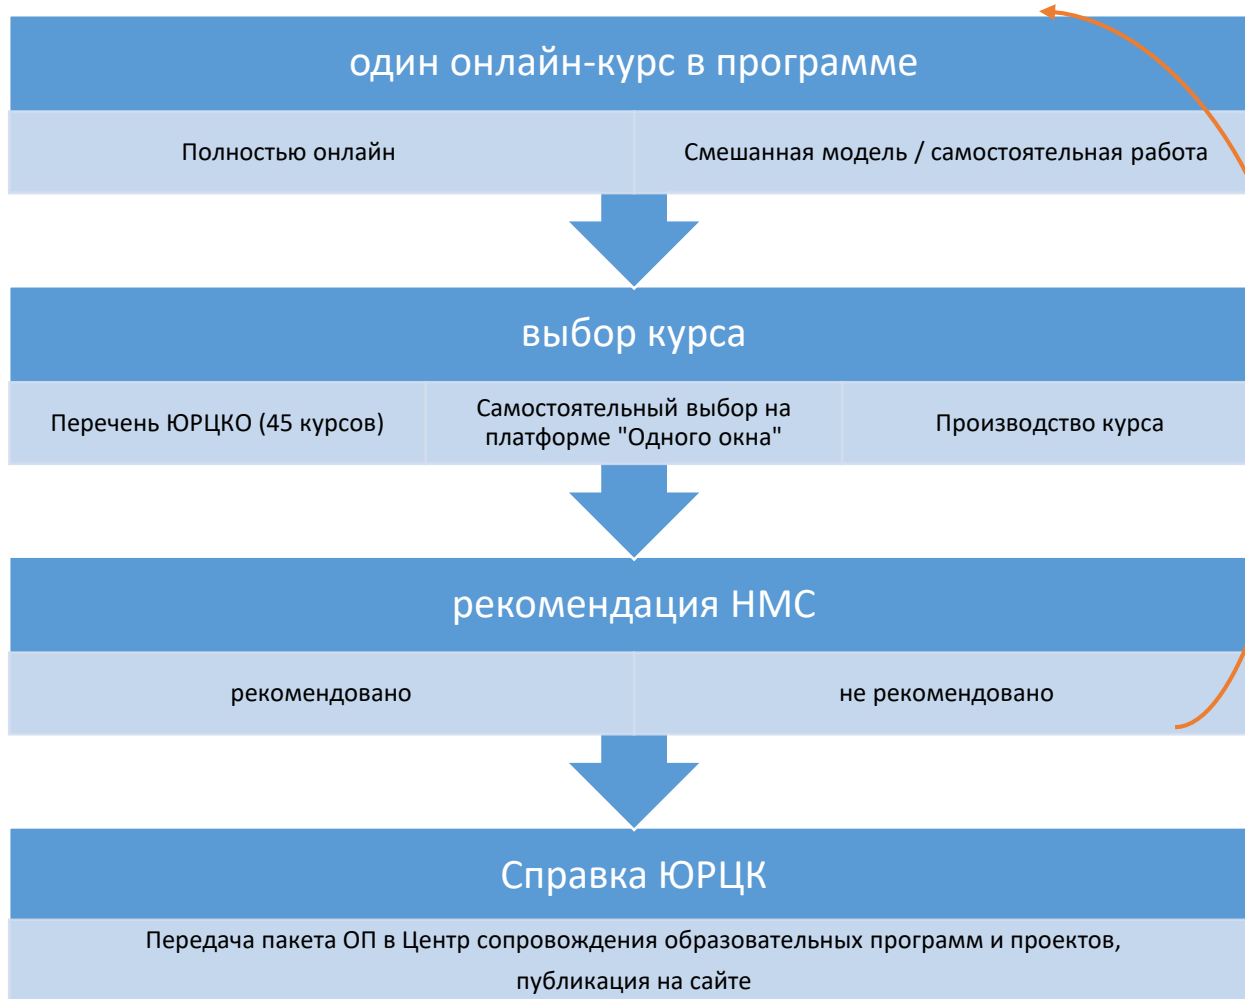 один онлайн-курс в программе
Полностью онлайн
Смешанная модель / самостоятельная работа
выбор курса
Перечень ЮРЦКО (45 курсов)
Самостоятельный выбор на
платформе "Одного окна"
Производство курса
рекомендация НМС
рекомендовано
не рекомендовано
Справка ЮРЦК
Передача пакета ОП в Центр сопровождения образовательных программ и проектов,
публикация на сайте